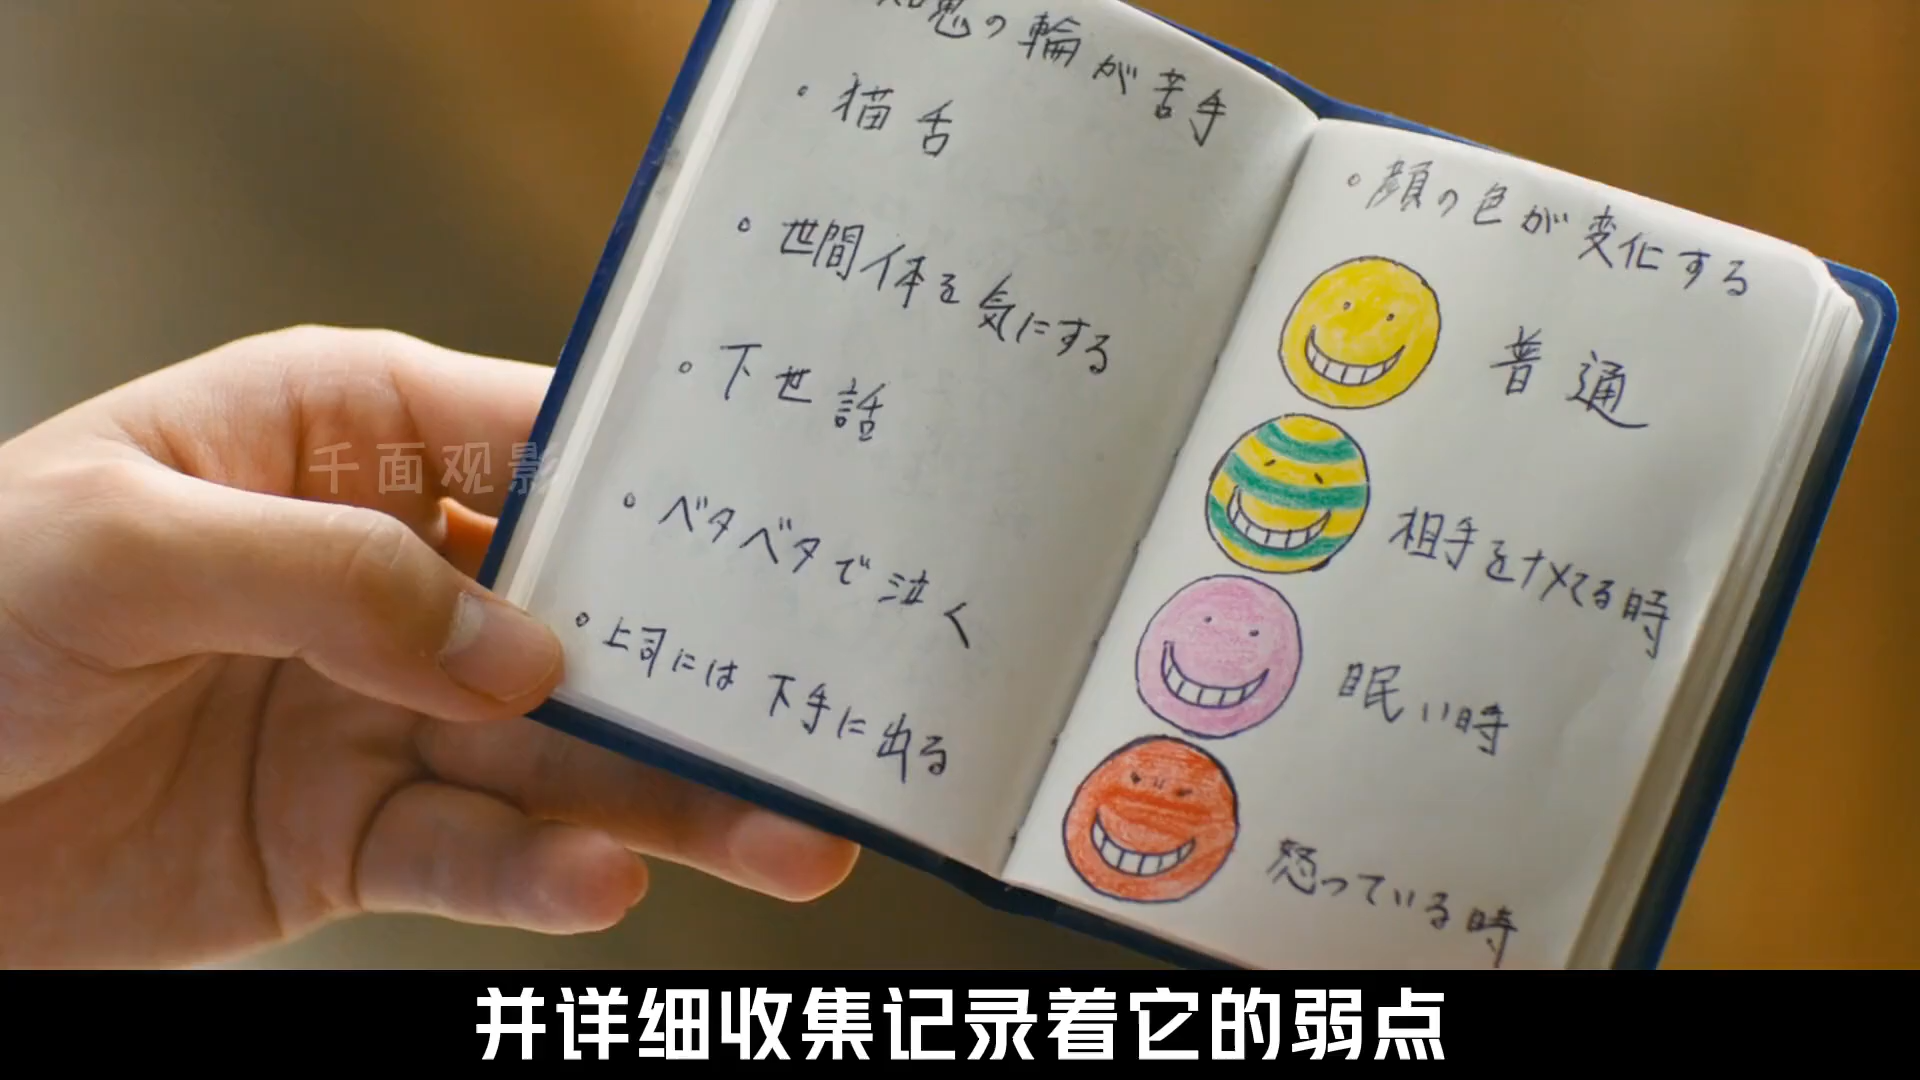 知恵の輪が苦手
・猫舌
・世間体を気にする
・下世話
・ベタベタで泣く
・上司には下手に出る
・顔の色が変化する
普通
相手をナメてる時
眠い時
怒っている時
千面观影
并详细收集记录着它的弱点